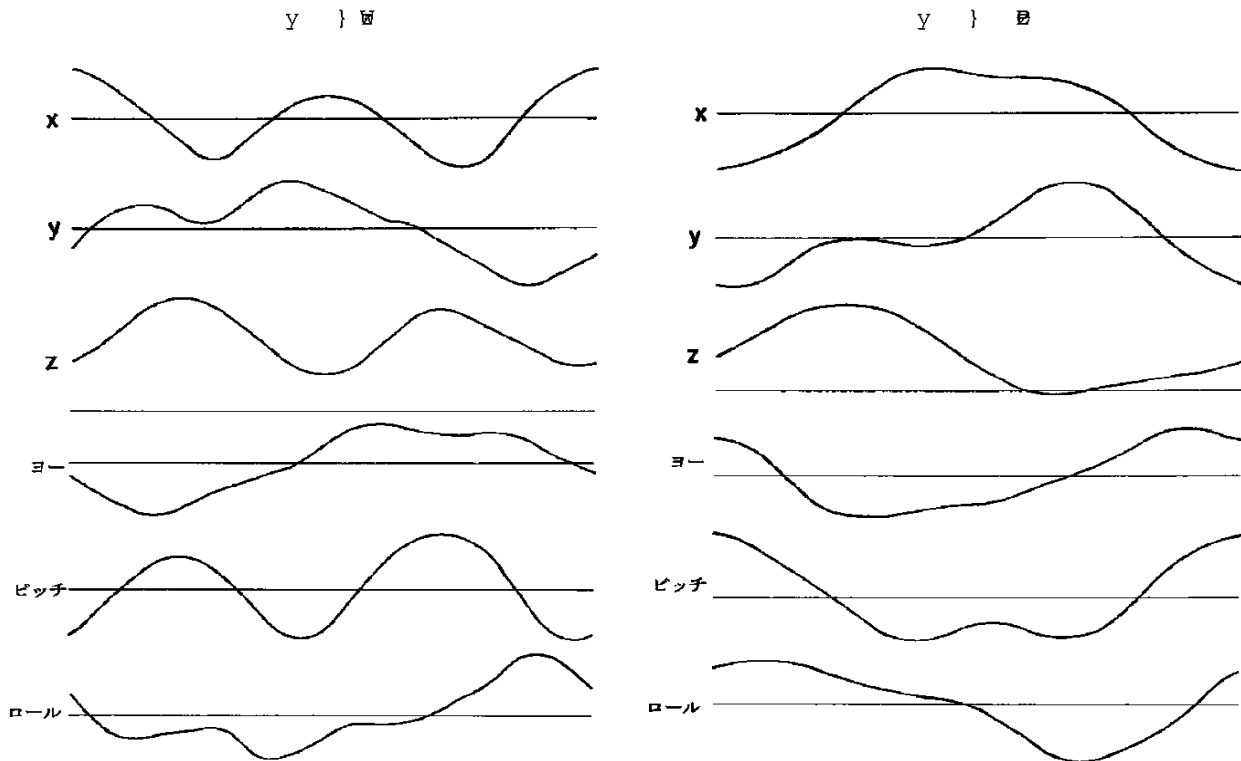 y } y }
x x
y y
z z
ヨー ヨー
ピッチ ピッチ
ロール ロール